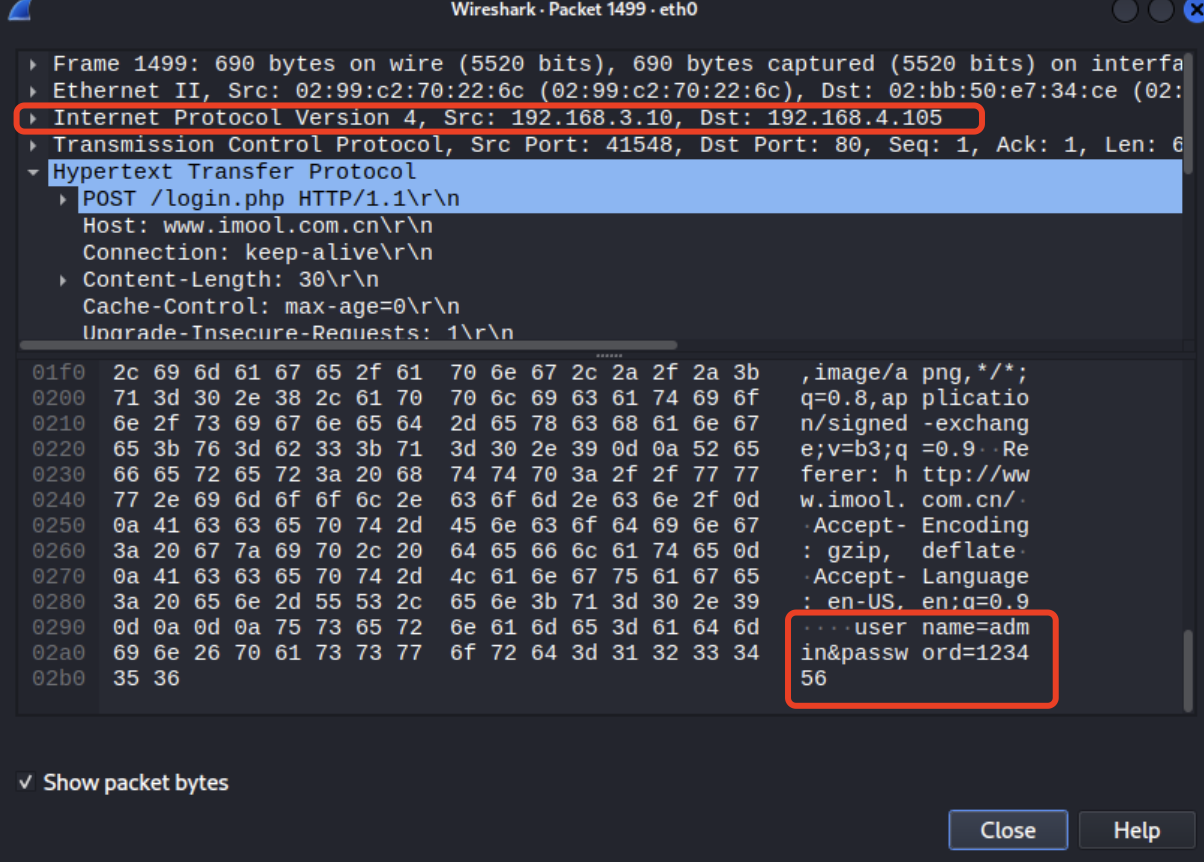 Wireshark · Packet 1499 · eth0
Frame 1499: 690 bytes on wire (5520 bits), 690 bytes captured (5520 bits) on interfa
Ethernet II, Src: 02:99:c2:70:22:6c (02:99:c2:70:22:6c), Dst: 02:bb:50:e7:34:ce (02:
Internet Protocol Version 4, Src: 192.168.3.10, Dst: 192.168.4.105
Transmission Control Protocol, Src Port: 41548, Dst Port: 80, Seq: 1, Ack: 1, Len: 6
Hypertext Transfer Protocol
POST /login.php HTTP/1.1\r\n
Host: www.imool.com.cn\r\n
Connection: keep-alive\r\n
Content-Length: 30\r\n
Cache-Control: max-age=0\r\n
Upgrade-Insecure-Requests: 1\r\n
01f0 2c 69 6d 61 67 65 2f 61 70 6e 67 2c 2a 2f 2a 3b ,image/a png,*/*;
0200 71 3d 30 2e 38 2c 61 70 70 6c 69 63 61 74 69 6f q=0.8,ap plicatio
0210 6e 2f 73 69 67 6e 65 64 2d 65 78 63 68 61 6e 67 n/signed -exchang
0220 65 3b 76 3d 62 33 3b 71 3d 30 2e 39 0d 0a 52 65 e;v=b3;q =0.9··Re
0230 66 65 72 65 72 3a 20 68 74 74 70 3a 2f 2f 77 77 ferer: h ttp://ww
0240 77 2e 69 6d 6f 6f 6c 2e 63 6f 6d 2e 63 6e 2f 0d w.imool. com.cn/·
0250 0a 41 63 63 65 70 74 2d 45 6e 63 6f 64 69 6e 67 ·Accept- Encoding
0260 3a 20 67 7a 69 70 2c 20 64 65 66 6c 61 74 65 0d : gzip,  deflate·
0270 0a 41 63 63 65 70 74 2d 4c 61 6e 67 75 61 67 65 ·Accept- Language
0280 3a 20 65 6e 2d 55 53 2c 65 6e 3b 71 3d 30 2e 39 : en-US, en;q=0.9
0290 0d 0a 0d 0a 75 73 65 72 6e 61 6d 65 3d 61 64 6d ····user name=adm
02a0 69 6e 26 70 61 73 73 77 6f 72 64 3d 31 32 33 34 in&passw ord=1234
02b0 35 36 56
Show packet bytes
Close
Help